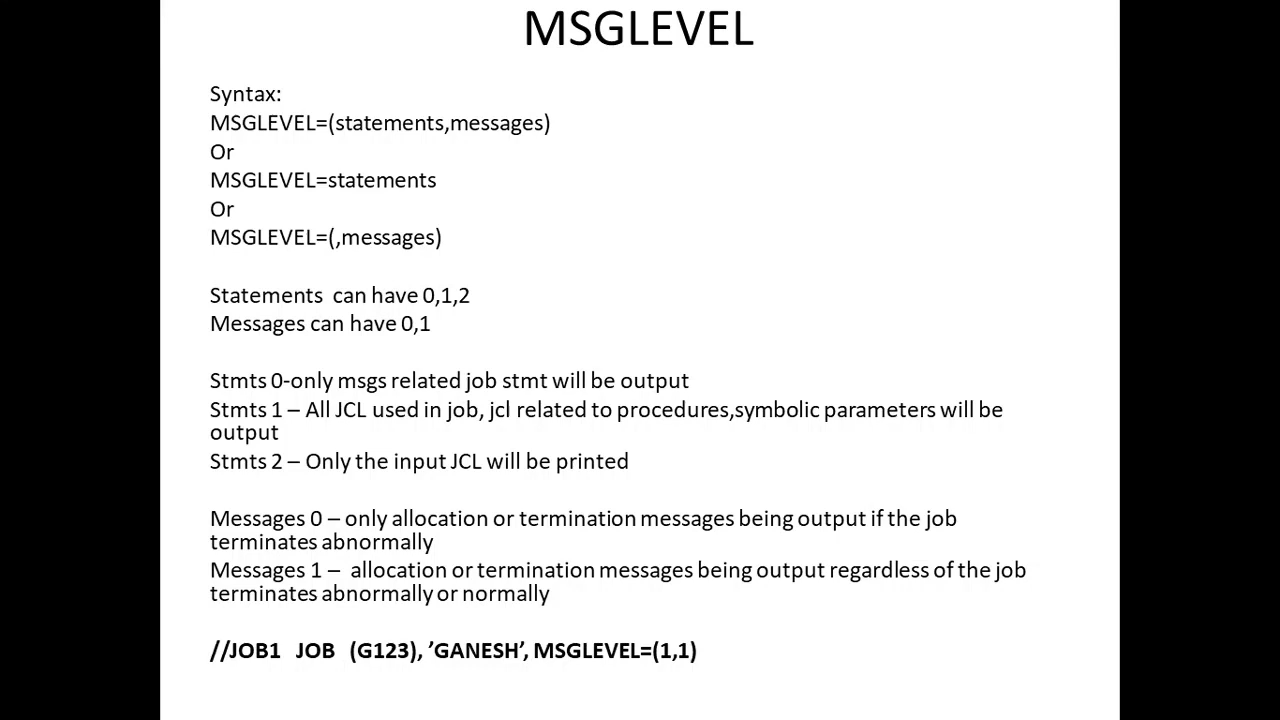 MSGLEVEL
Syntax:
MSGLEVEL=(statements,messages)
Or
MSGLEVEL=statements
Or
MSGLEVEL=(,messages)
Statements  can have 0,1,2
Messages can have 0,1
Stmts 0-only msgs related job stmt will be output
Stmts 1 – All JCL used in job, jcl related to procedures,symbolic parameters will be
output
Stmts 2 – Only the input JCL will be printed
Messages 0 – only allocation or termination messages being output if the job
terminates abnormally
Messages 1 –  allocation or termination messages being output regardless of the job
terminates abnormally or normally
//JOB1   JOB   (G123), ’GANESH’, MSGLEVEL=(1,1)